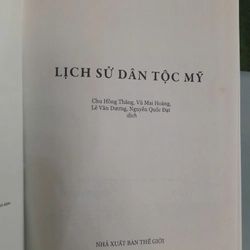 LỊCH SỬ DÂN TỘC MỸ
Chu Hồng Thắng, Vũ Mai Hoàng,
Lê Văn Dương, Nguyễn Quốc Đạt
dịch
NHÀ XUẤT BẢN THẾ GIỚI